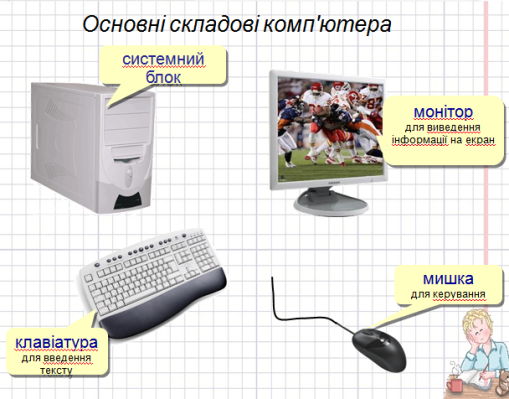 Основні складові комп'ютера
системний
блок
монітор
для виведення
інформації на екран
мишка
для керування
клавіатура
для введення
тексту